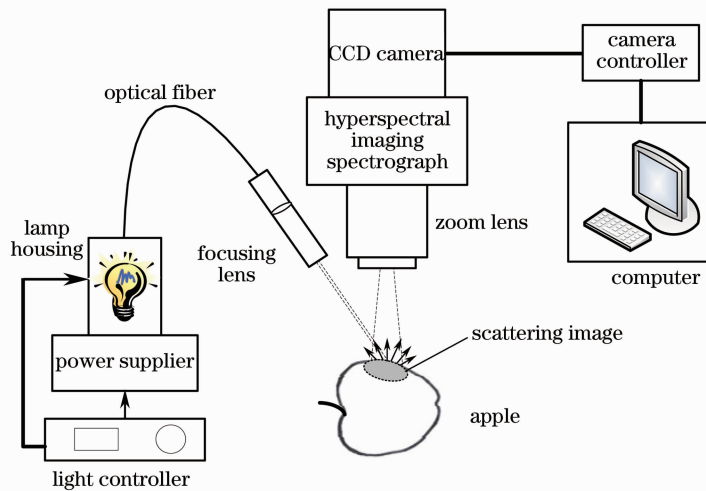 CCD camera
camera
controller
optical fiber
hyperspectral
imaging
spectrograph
lamp
housing
focusing
lens
zoom lens
computer
power supplier
scattering image
apple
light controller